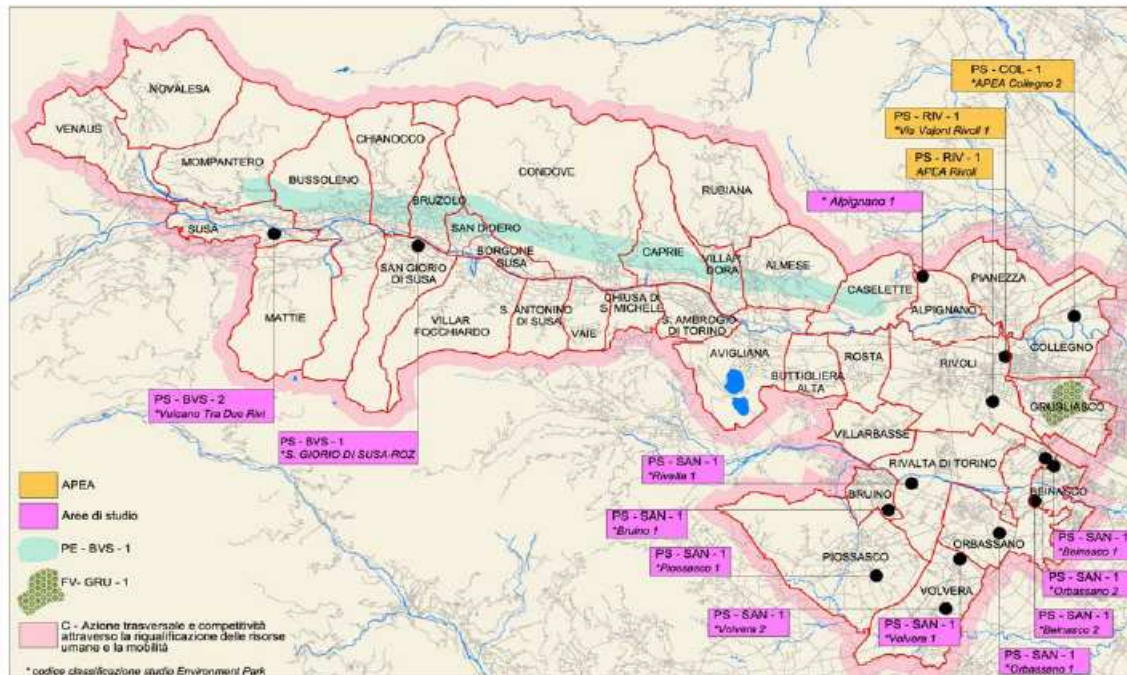 PS - COL - 1
*APEA Collegno 2
PS - RIV - 1
*Via Vajont Rivoli 1
PS - RIV - 1
APEA Rivoli
* Alpignano 1
NOVALESA
VENAUS
MOMPANTERO
CHIANOCCO
BUSSOLENO
CONDOVE
BRUZOLO
RUBIANA
SUSA
SAN DIDERO
BORGONE
SUSA
CAPRIE
VILLAR
DORA
ALMESE
PIANEZZA
CASELETTE
ALPIGNANO
SAN GIORIO
DI SUSA
MATTIE
VILLAR
FOCCHIARDO
S. ANTONINO
DI SUSA
VAIE
CHIUSA DI
S. MICHELE
S. AMBROGIO
DI TORINO
COLLEGNO
AVIGLIANA
BUTTIGLIERA
ALTA
ROSTA
RIVOLI
GRUGLIASCO
VILLARBASSE
PS - BVS - 2
*Vulcano Tra Due Rivi
PS - BVS - 1
*S. GIORIO DI SUSA-ROZ
PS - SAN - 1
*Rivalta 1
RIVALTA DI TORINO
BRUINO
BEINASCO
PS - SAN - 1
*Bruino 1
PS - SAN - 1
*Piossasco 1
PIOSSASCO
ORBASSANO
VOLVERA
PS - SAN - 1
*Beinasco 1
PS - SAN - 1
*Orbassano 2
PS - SAN - 1
*Volvera 2
PS - SAN - 1
*Volvera 1
PS - SAN - 1
*Beinasco 2
PS - SAN - 1
*Orbassano 1
APEA
Aree di studio
PE - BVS - 1
FV- GRU - 1
C - Azione trasversale e competitività
attraverso la riqualificazione delle risorse
umane e la mobilità
* codice classificazione studio Environment Park